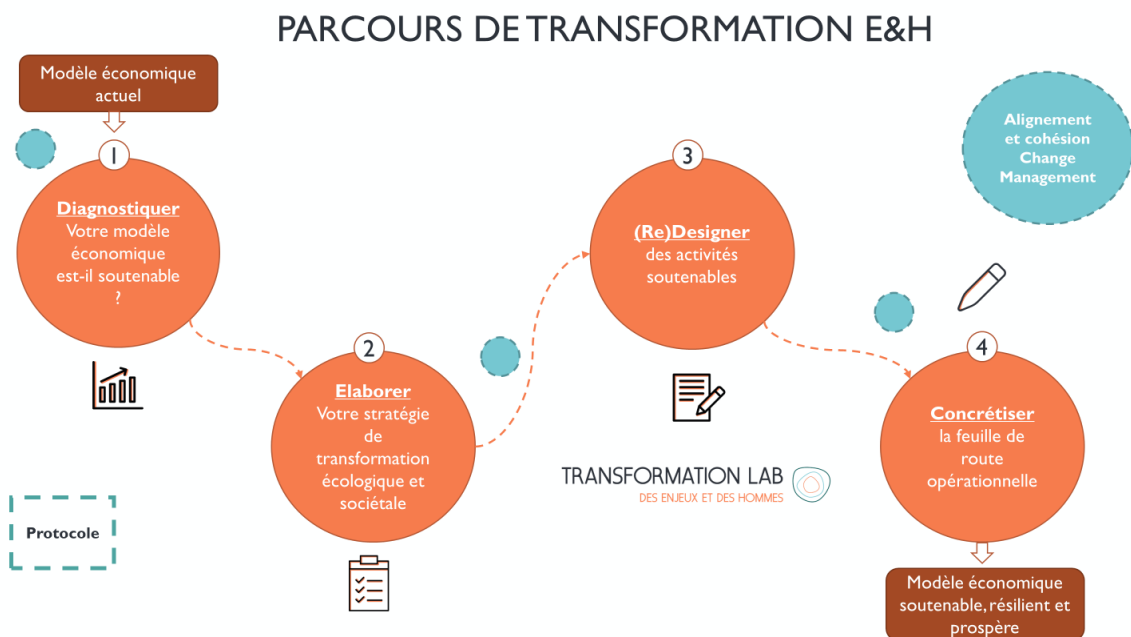 PARCOURS DE TRANSFORMATION E&H
Modèle économique
actuel
1
Diagnostiquer
Votre modèle
économique
est-il soutenable
?
2
Elaborer
Votre stratégie
de
transformation
écologique et
sociétale
3
(Re)Designer
des activités
soutenables
4
Concrétiser
la feuille de
route
opérationnelle
Modèle économique
soutenable, résilient et
prospère
Alignement
et cohésion
Change
Management
TRANSFORMATION LAB
DES ENJEUX ET DES HOMMES
Protocole